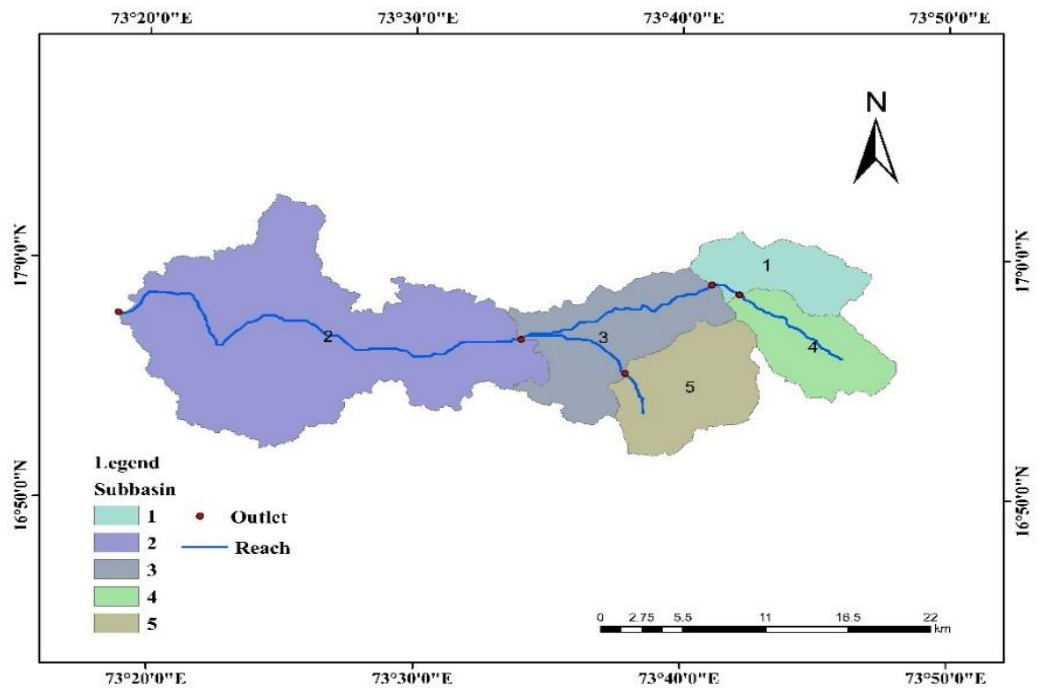 73°20'0"E 73°30'0"E 73°40'0"E 73°50'0"E
N
17°0'0"N 17°0'0"N
1
2
3
4
5
16°50'0"N 16°50'0"N
Legend
Subbasin
1 Outlet
2 Reach
3
4
5
0 2.75 5.5 11 16.5 22
km
73°20'0"E 73°30'0"E 73°40'0"E 73°50'0"E